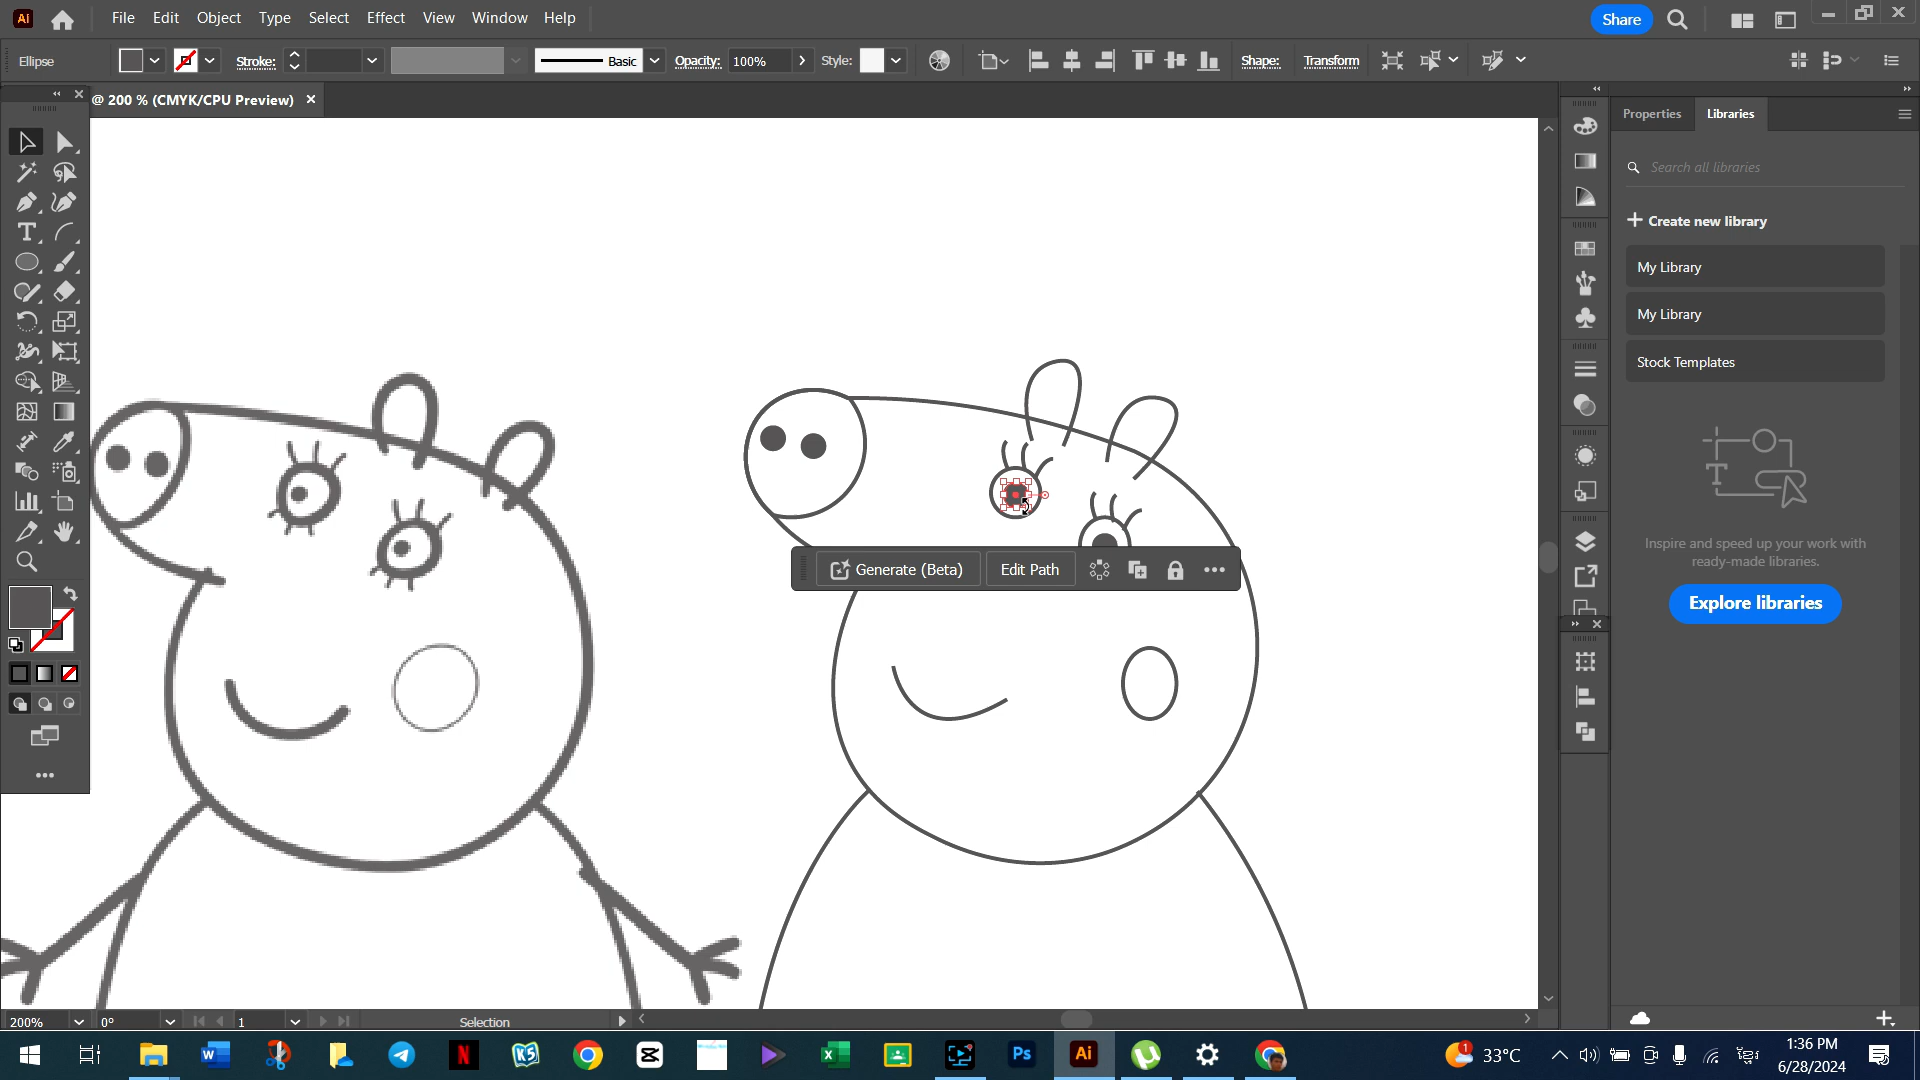 Ai File Edit Object Type Select Effect View Window Help Share
Ellipse Stroke: Basic Opacity: 100% Style: Shape: Transform
@ 200 % (CMYK/CPU Preview)
Properties Libraries
Search all libraries
Create new library
My Library
My Library
Stock Templates
Inspire and speed up your work with
ready-made libraries.
Explore libraries
Generate (Beta) Edit Path
200% 0° 1 Selection
33°C
1:36 PM
6/28/2024